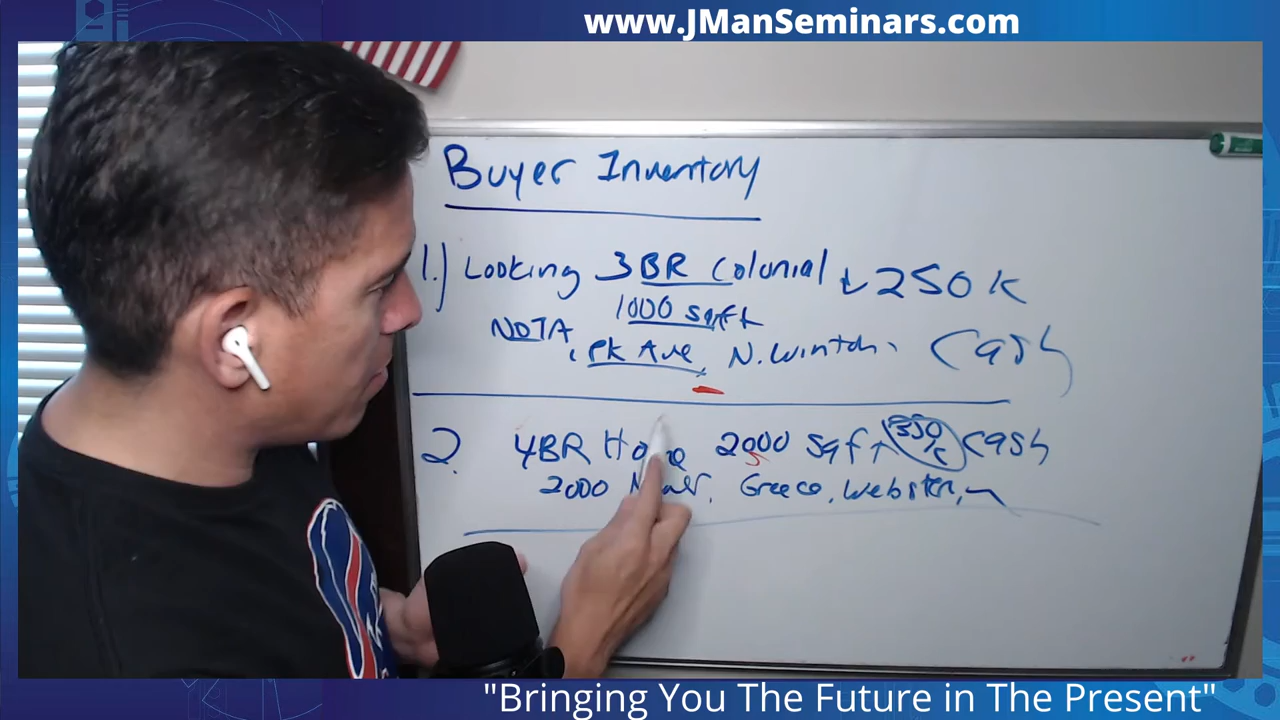 www.JManSeminars.com
Buyer Inventory
1.) Looking 3BR Colonial ↓250K
1000 sqft
NOTA, Pk Ave, N. Winton, Cash
2. 4BR Home 2000 sqft 350K Cash
2000 Greece, Webster,
"Bringing You The Future in The Present"